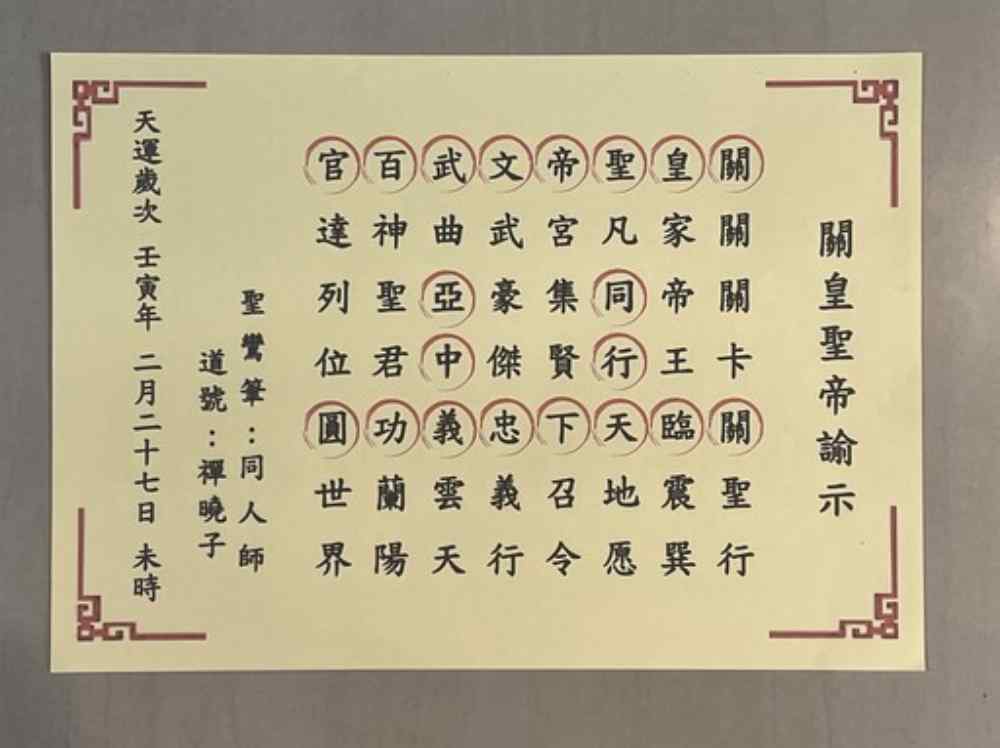 關皇聖帝諭示
關關關卡關聖行
皇家帝王臨震巽
聖凡同行天地愿
帝宮集賢下召令
文武豪傑忠義行
武曲亞中義雲天
百神聖君功蘭陽
官達列位圓世界
聖鸞筆：同人師
道號：禪曉子
天運歲次 壬寅年 二月二十七日 未時